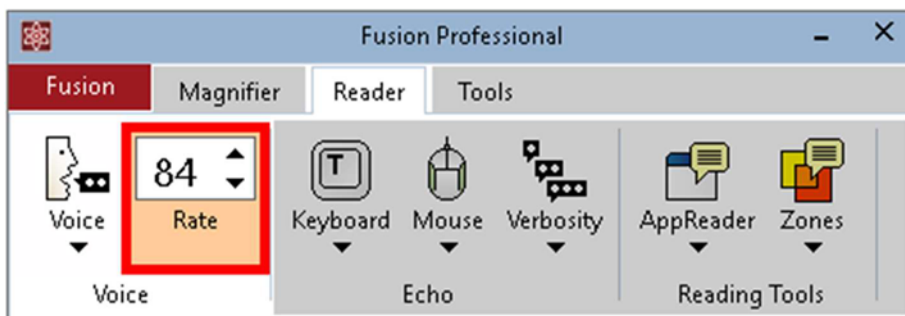 Fusion Professional
Fusion Magnifier Reader Tools
84 T
Voice Rate Keyboard Mouse Verbosity AppReader Zones
Voice Echo Reading Tools